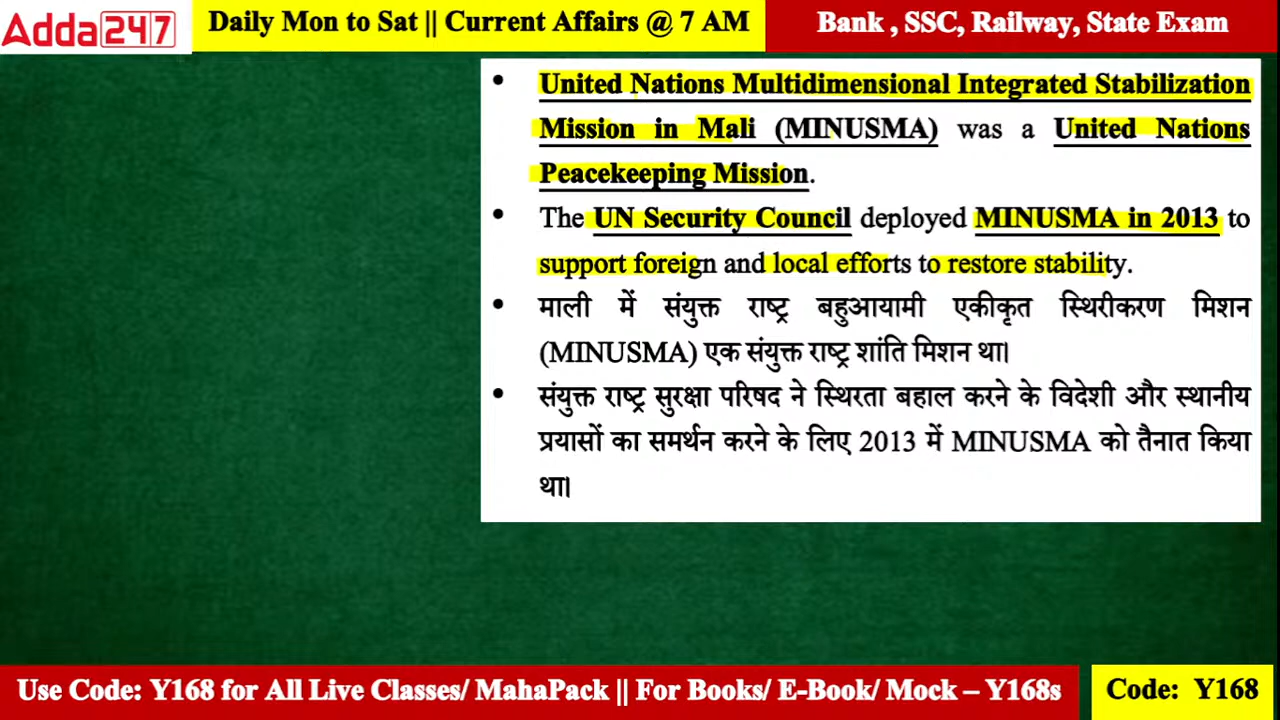 Adda247
Daily Mon to Sat || Current Affairs @ 7 AM
Bank , SSC, Railway, State Exam
• United Nations Multidimensional Integrated Stabilization
Mission in Mali (MINUSMA) was a United Nations
Peacekeeping Mission.
• The UN Security Council deployed MINUSMA in 2013 to
support foreign and local efforts to restore stability.
• माली में संयुक्त राष्ट्र बहुआयामी एकीकृत स्थिरीकरण मिशन
(MINUSMA) एक संयुक्त राष्ट्र शांति मिशन था।
• संयुक्त राष्ट्र सुरक्षा परिषद ने स्थिरता बहाल करने के विदेशी और स्थानीय
प्रयासों का समर्थन करने के लिए 2013 में MINUSMA को तैनात किया
था।
Use Code: Y168 for All Live Classes/ MahaPack || For Books/ E-Book/ Mock – Y168s
Code: Y168